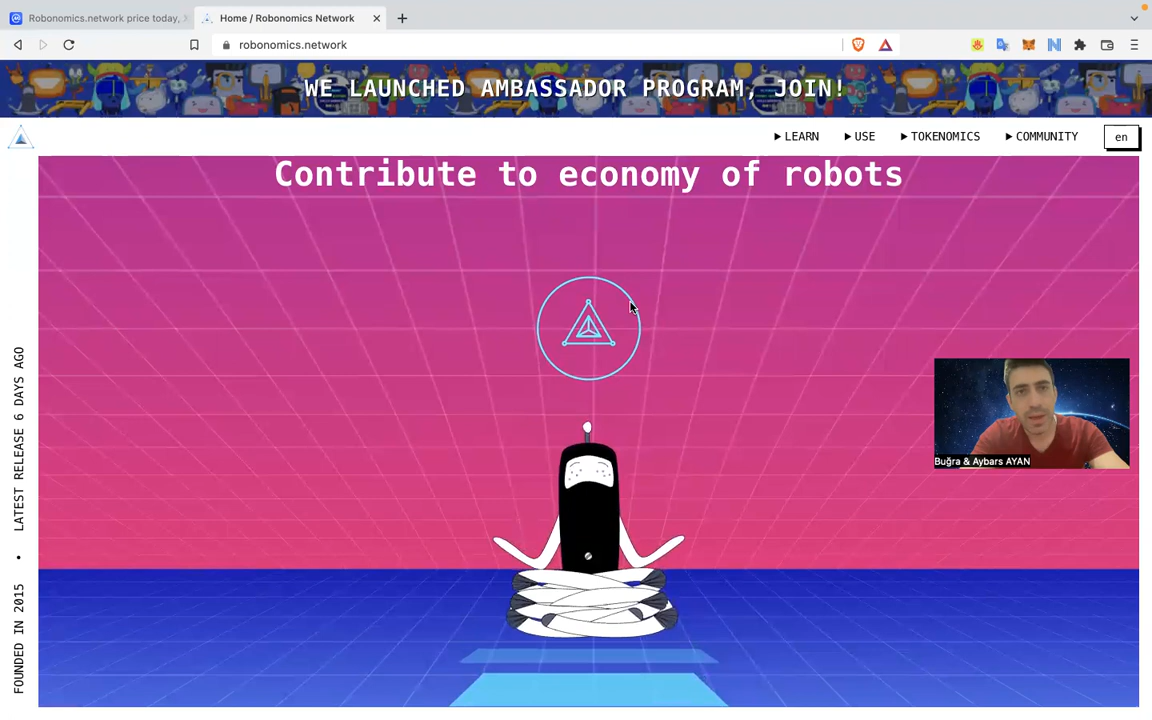 Robonomics.network price today,
Home / Robonomics Network
robonomics.network
WE LAUNCHED AMBASSADOR PROGRAM, JOIN!
LEARN
USE
TOKENOMICS
COMMUNITY
en
Contribute to economy of robots
FOUNDED IN 2015 • LATEST RELEASE 6 DAYS AGO
Buğra & Aybars AYAN